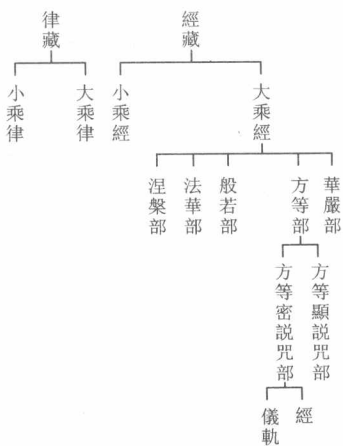 經藏
律藏
大乘經
小乘經
大乘律
小乘律
華嚴部
方等部
般若部
法華部
涅槃部
方等顯説咒部
方等密説咒部
經
儀軌